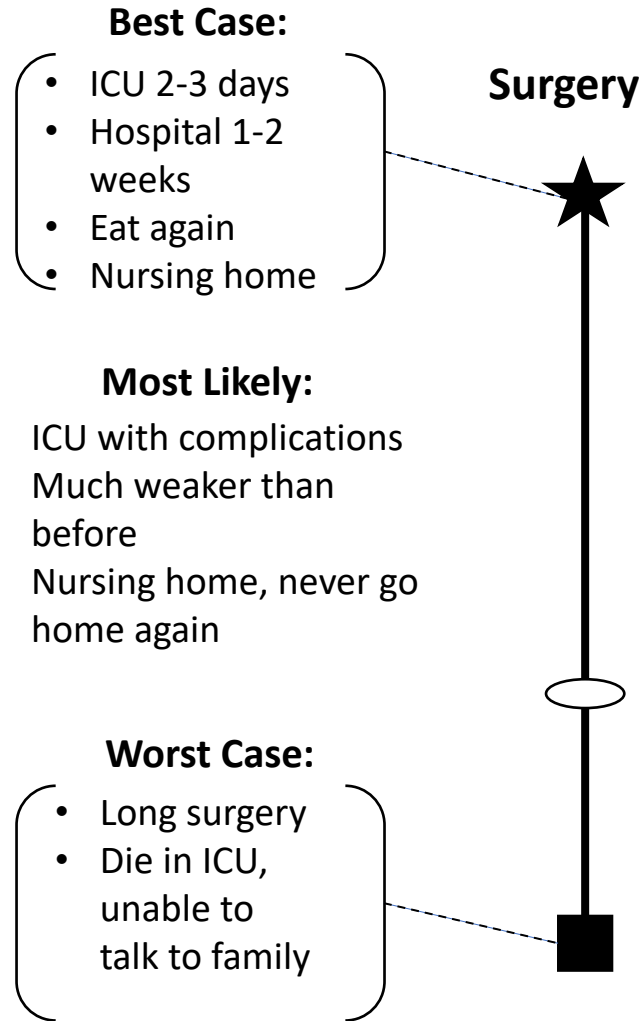 Best Case:
• ICU 2-3 days
• Hospital 1-2
weeks
• Eat again
• Nursing home
Surgery
Most Likely:
ICU with complications
Much weaker than
before
Nursing home, never go
home again
Worst Case:
• Long surgery
• Die in ICU,
unable to
talk to family